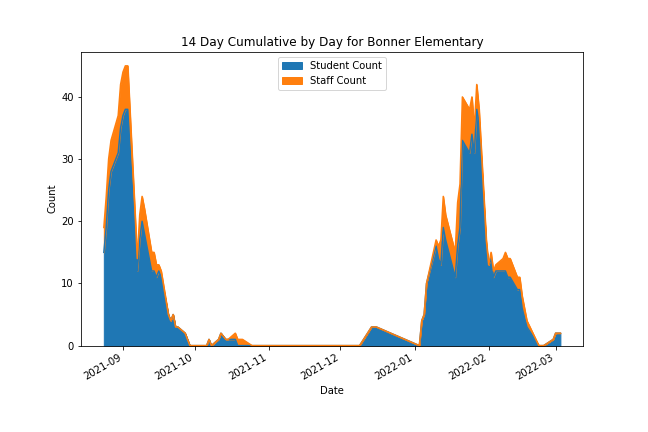 14 Day Cumulative by Day for Bonner Elementary
Student Count
Staff Count
Count
40
30
20
10
0
2021-09
2021-10
2021-11
2021-12
2022-01
2022-02
2022-03
Date